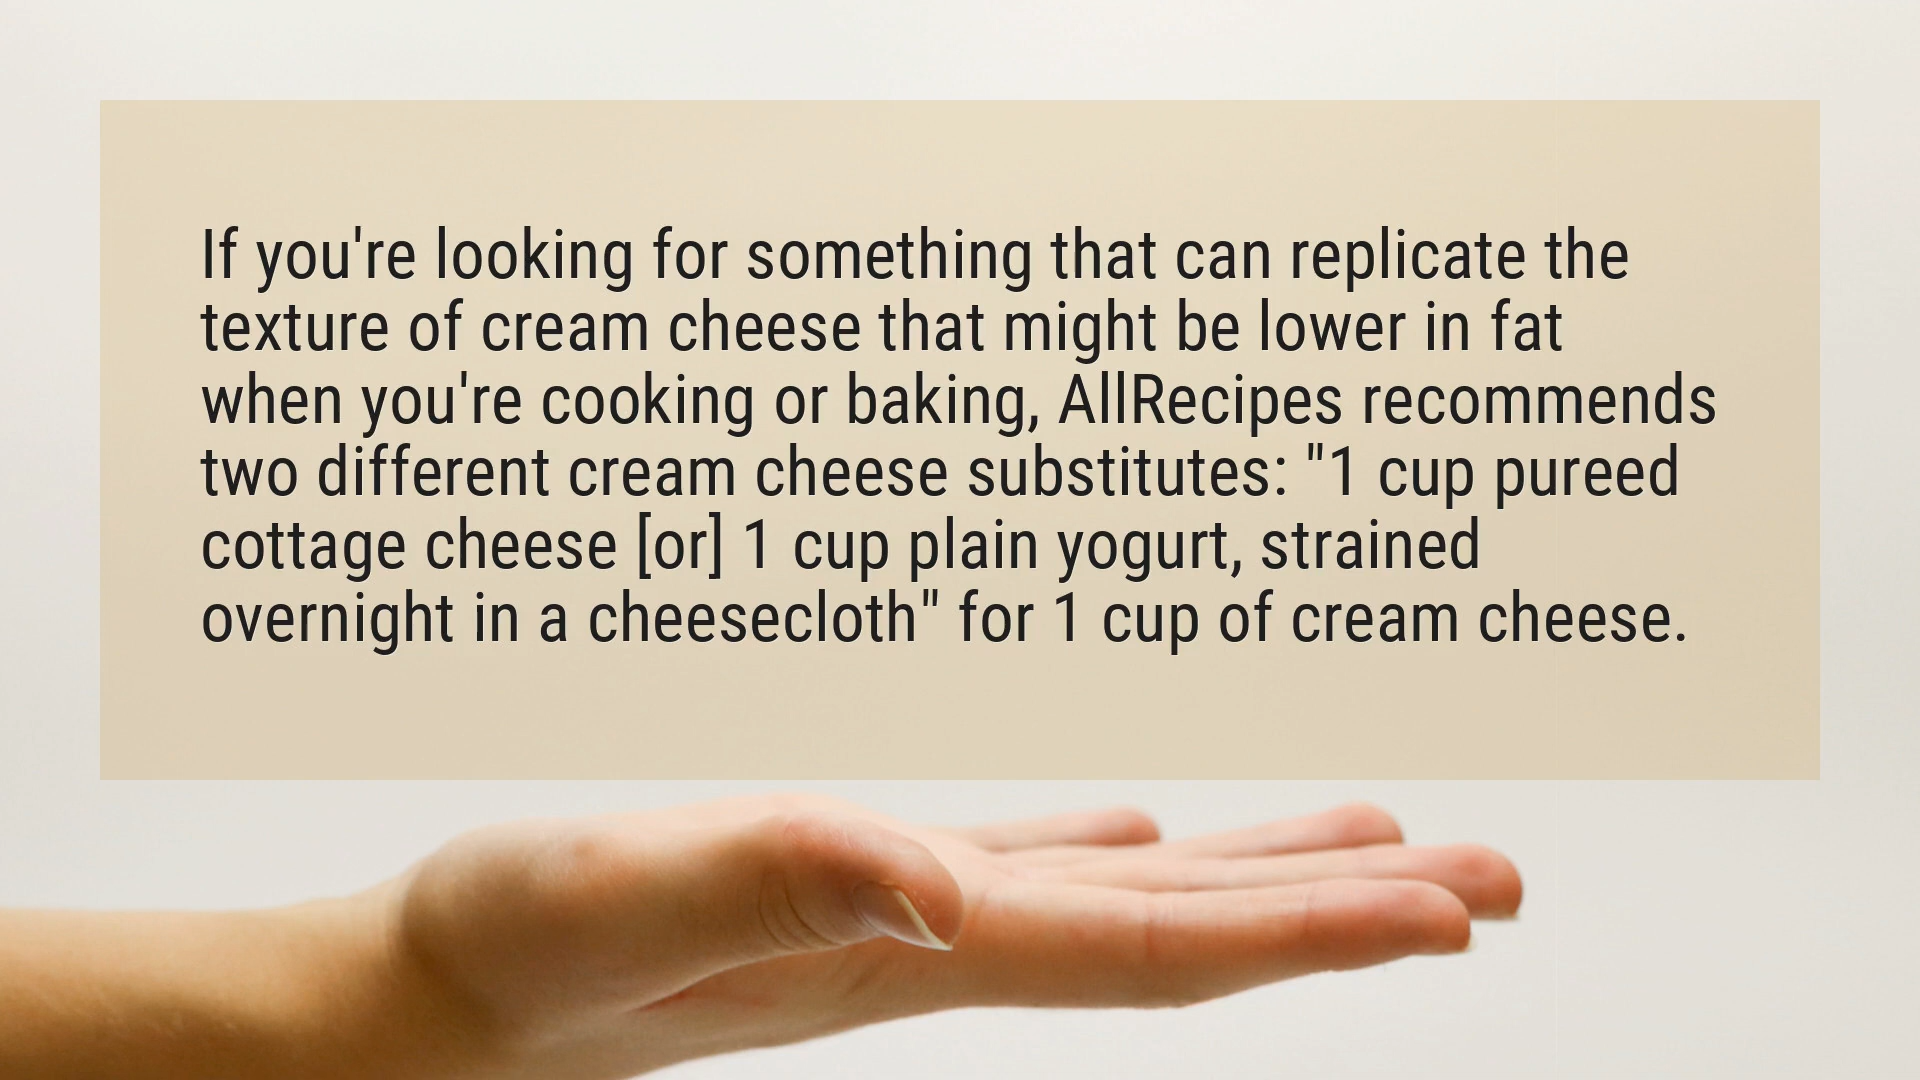 If you're looking for something that can replicate the
texture of cream cheese that might be lower in fat
when you're cooking or baking, AllRecipes recommends
two different cream cheese substitutes: "1 cup pureed
cottage cheese [or] 1 cup plain yogurt, strained
overnight in a cheesecloth" for 1 cup of cream cheese.